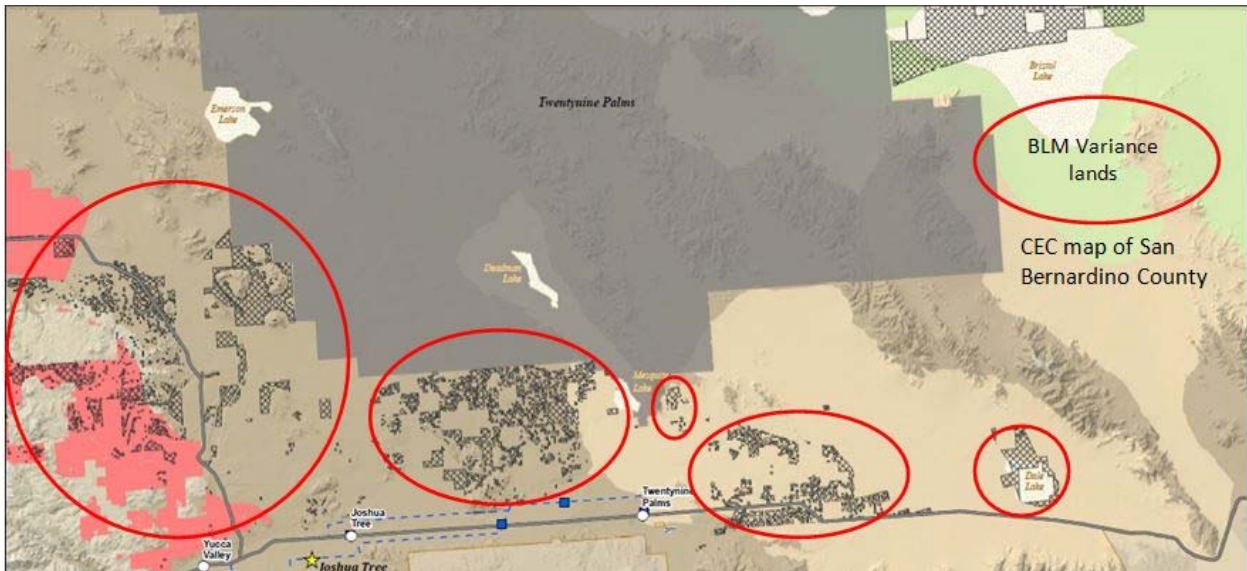 Bristol
Lake
Emerson
Lake
Twentynine Palms
BLM Variance
lands
CEC map of San
Bernardino County
Deadman
Lake
Mesquite
Lake
Dale
Lake
Twentynine
Palms
Joshua
Tree
Yucca
Valley
Joshua Tree